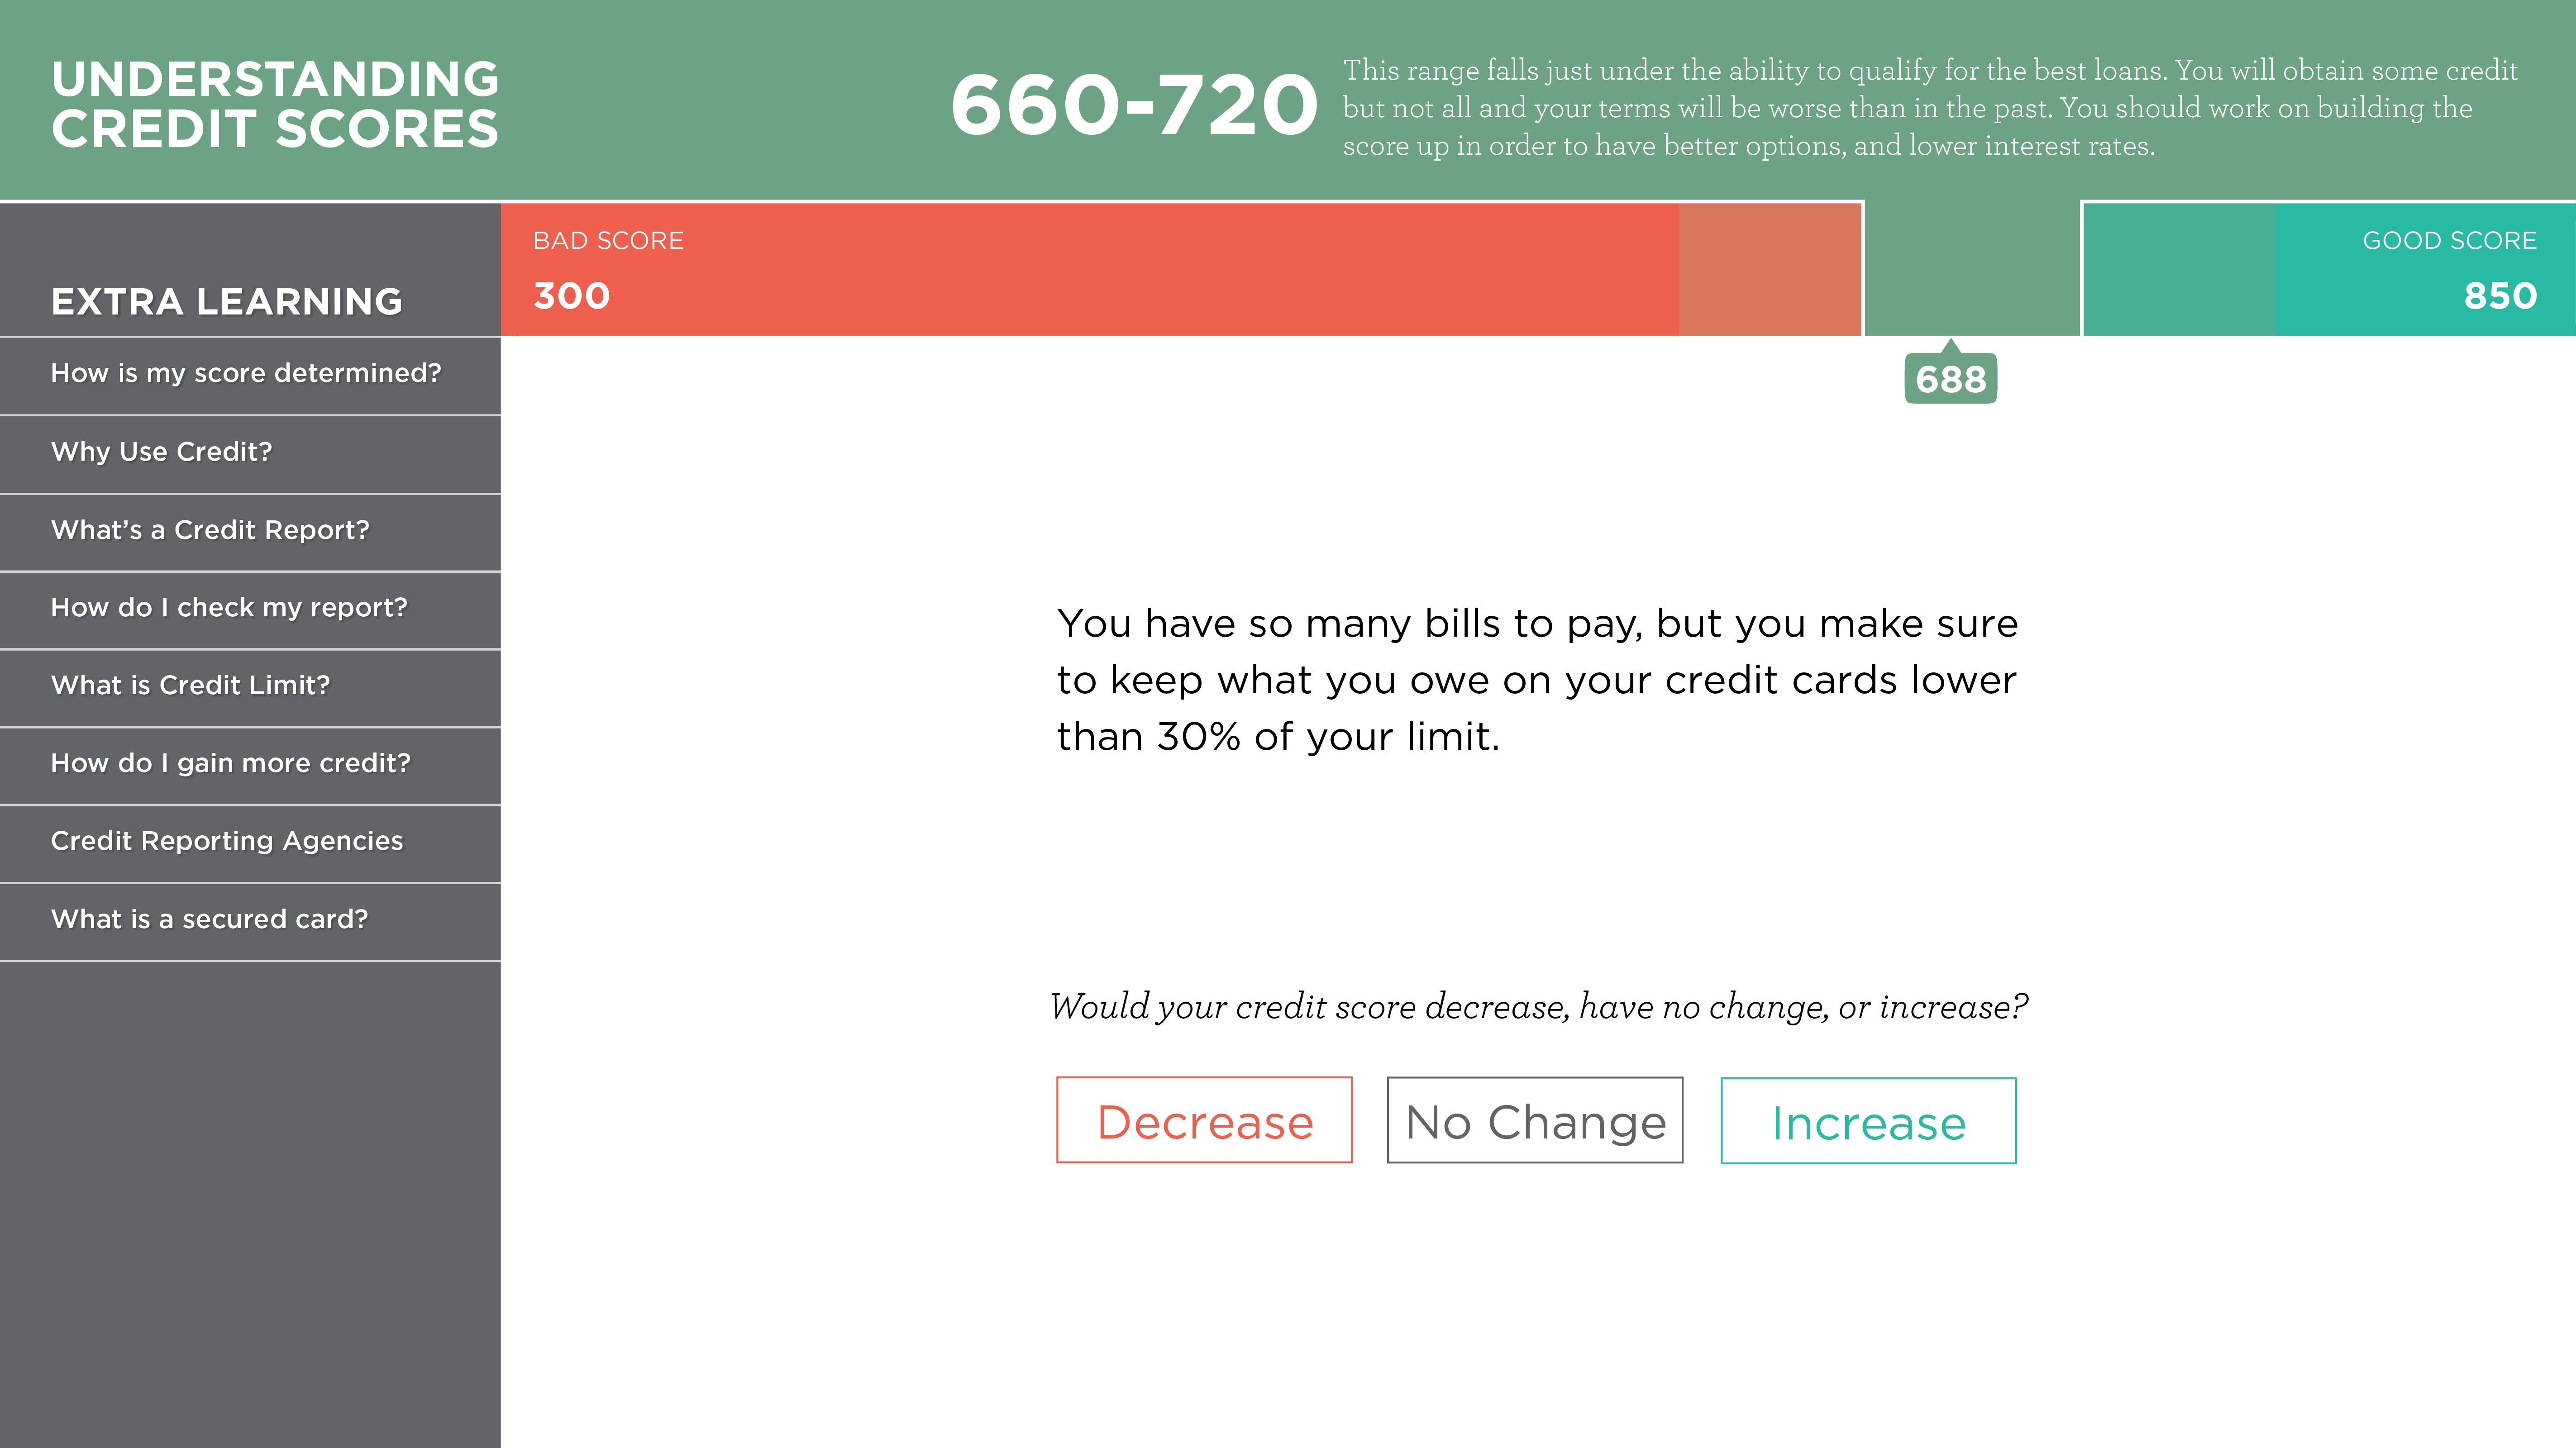 UNDERSTANDING
CREDIT SCORES
660-720
This range falls just under the ability to qualify for the best loans. You will obtain some credit
but not all and your terms will be worse than in the past. You should work on building the
score up in order to have better options, and lower interest rates.
BAD SCORE
300
GOOD SCORE
850
688
EXTRA LEARNING
How is my score determined?
Why Use Credit?
What’s a Credit Report?
How do I check my report?
What is Credit Limit?
How do I gain more credit?
Credit Reporting Agencies
What is a secured card?
You have so many bills to pay, but you make sure
to keep what you owe on your credit cards lower
than 30% of your limit.
Would your credit score decrease, have no change, or increase?
Decrease
No Change
Increase